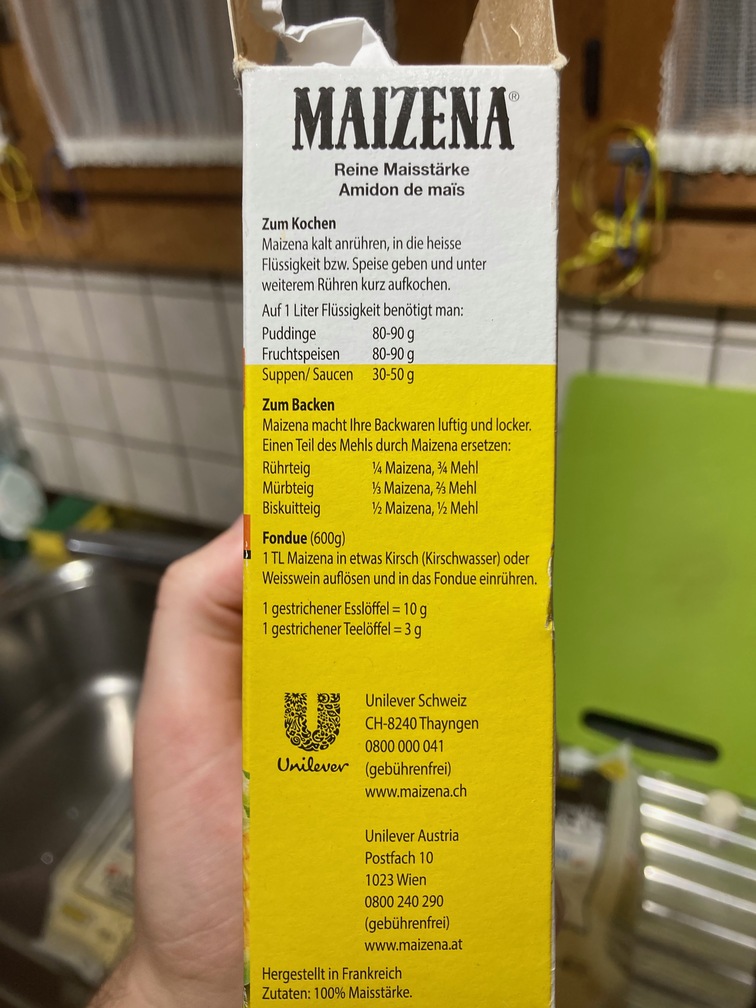 MAIZENA®
Reine Maisstärke
Amidon de maïs
Zum Kochen
Maizena kalt anrühren, in die heisse
Flüssigkeit bzw. Speise geben und unter
weiterem Rühren kurz aufkochen.
Auf 1 Liter Flüssigkeit benötigt man:
Puddinge 80-90 g
Fruchtspeisen 80-90 g
Suppen/ Saucen 30-50 g
Zum Backen
Maizena macht Ihre Backwaren luftig und locker.
Einen Teil des Mehls durch Maizena ersetzen:
Rührteig ¼ Maizena, ¾ Mehl
Mürbteig ⅓ Maizena, ⅔ Mehl
Biskuitteig ½ Maizena, ½ Mehl
Fondue (600g)
1 TL Maizena in etwas Kirsch (Kirschwasser) oder
Weisswein auflösen und in das Fondue einrühren.
1 gestrichener Esslöffel = 10 g
1 gestrichener Teelöffel = 3 g
Unilever
Unilever Schweiz
CH-8240 Thayngen
0800 000 041
(gebührenfrei)
www.maizena.ch
Unilever Austria
Postfach 10
1023 Wien
0800 240 290
(gebührenfrei)
www.maizena.at
Hergestellt in Frankreich
Zutaten: 100% Maisstärke.